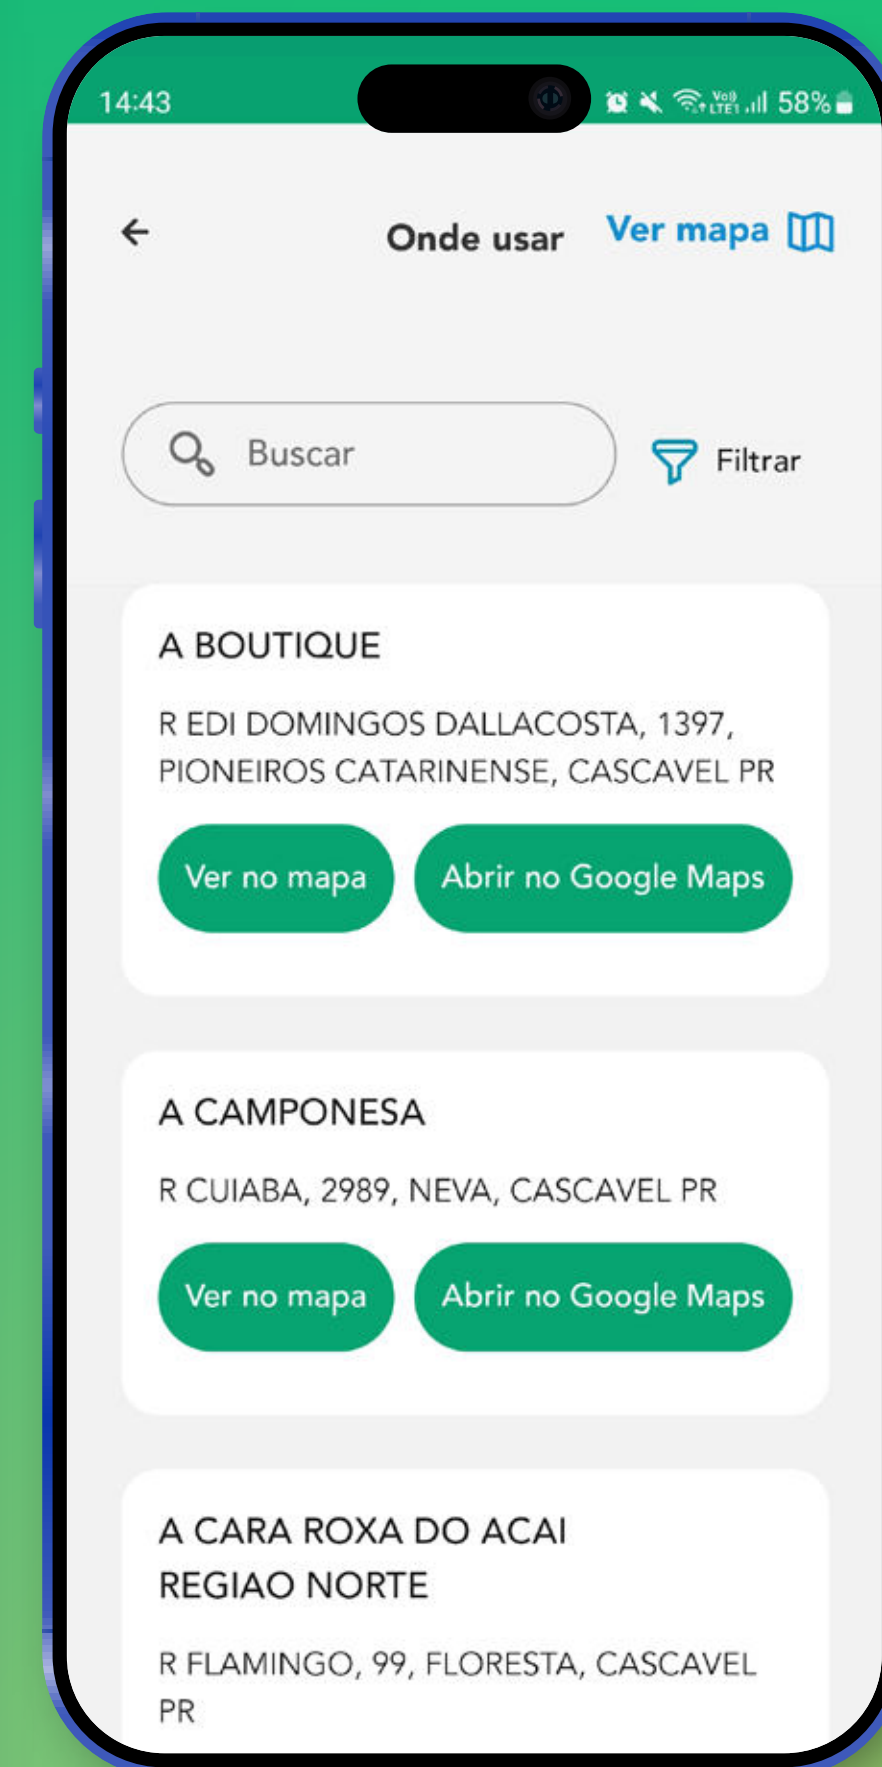 14:43
Vo))
LTE1
58%
Onde usar
Ver mapa
Buscar
Filtrar
A BOUTIQUE
R EDI DOMINGOS DALLACOSTA, 1397,
PIONEIROS CATARINENSE, CASCAVEL PR
Ver no mapa
Abrir no Google Maps
A CAMPONESA
R CUIABA, 2989, NEVA, CASCAVEL PR
Ver no mapa
Abrir no Google Maps
A CARA ROXA DO ACAI
REGIAO NORTE
R FLAMINGO, 99, FLORESTA, CASCAVEL
PR